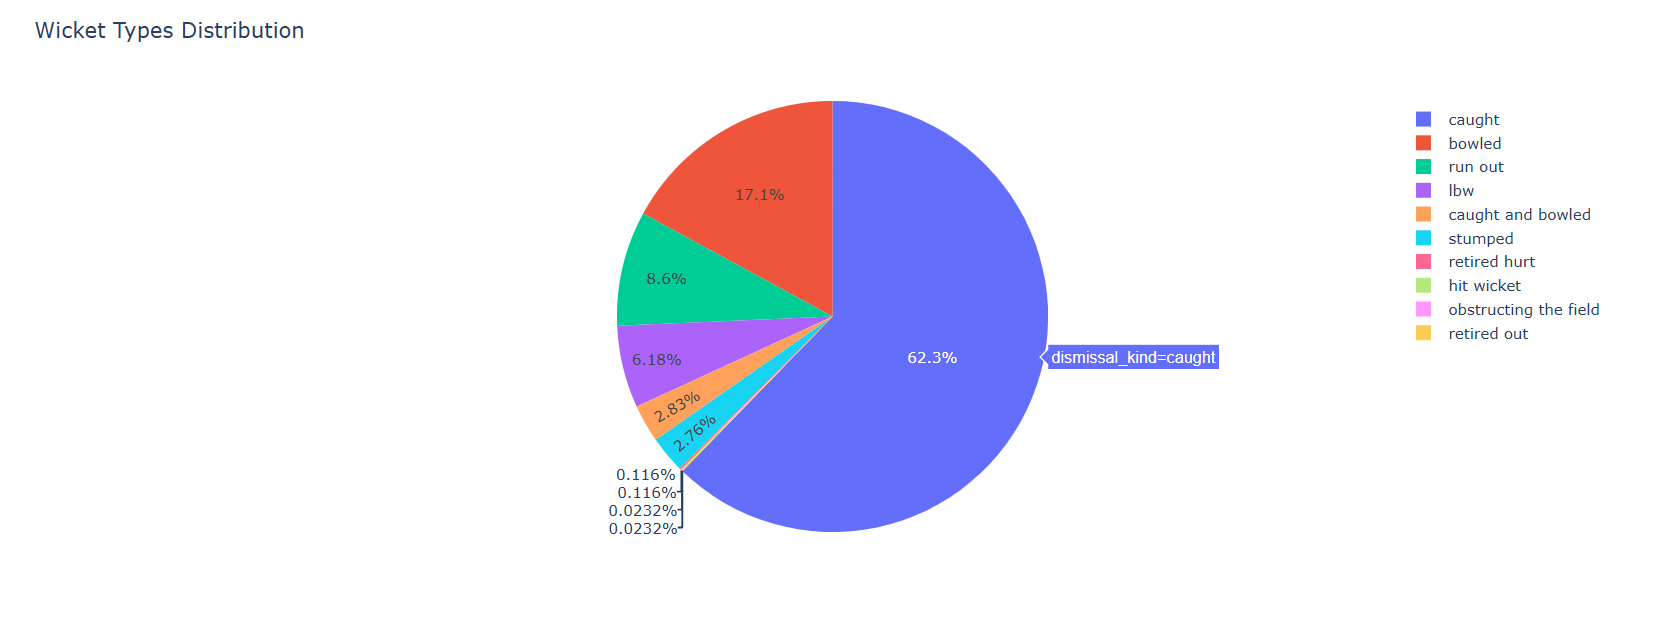 Wicket Types Distribution
17.1%
8.6%
6.18%
2.83%
2.76%
0.116%
0.116%
0.0232%
0.0232%
62.3%
dismissal_kind=caught
caught
bowled
run out
lbw
caught and bowled
stumped
retired hurt
hit wicket
obstructing the field
retired out